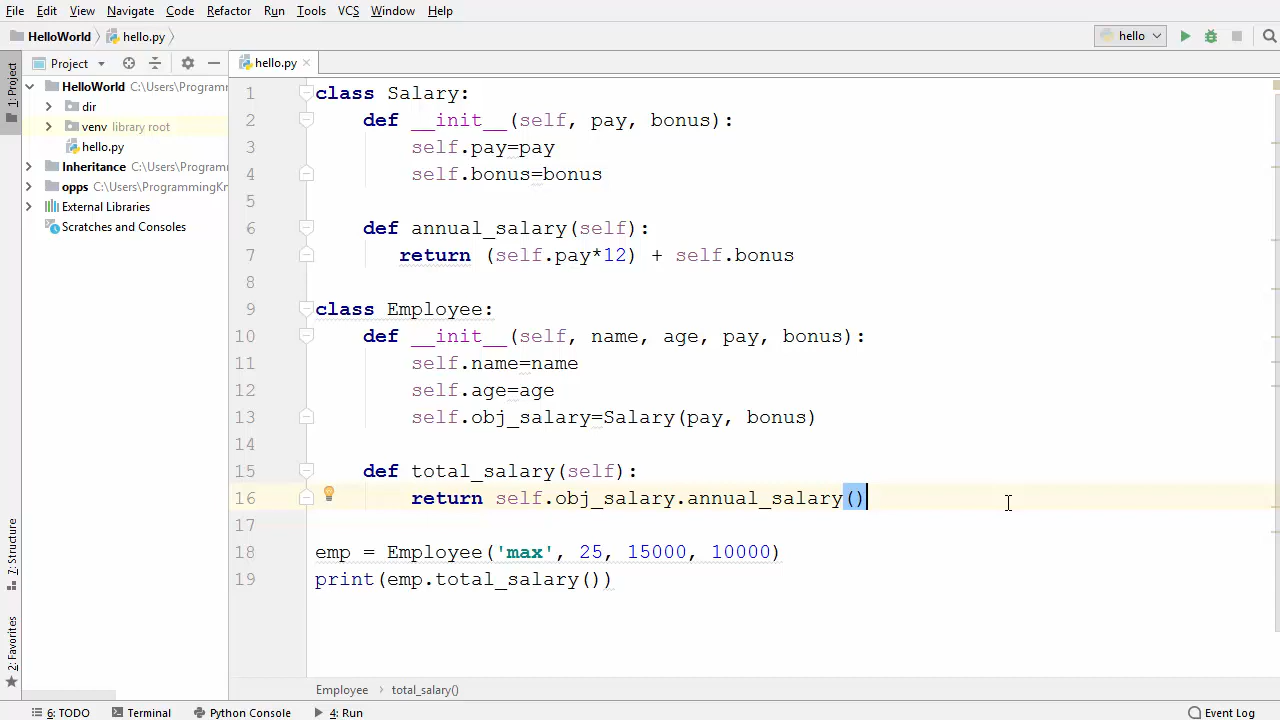 File Edit View Navigate Code Refactor Run Tools VCS Window Help
HelloWorld hello.py hello
1: Project
Project
hello.py
HelloWorld C:\Users\Programm
dir
venv library root
hello.py
Inheritance C:\Users\Program
opps C:\Users\ProgrammingKn
External Libraries
Scratches and Consoles
1 class Salary:
2 def __init__(self, pay, bonus):
3 self.pay=pay
4 self.bonus=bonus
5
6 def annual_salary(self):
7 return (self.pay*12) + self.bonus
8
9 class Employee:
10 def __init__(self, name, age, pay, bonus):
11 self.name=name
12 self.age=age
13 self.obj_salary=Salary(pay, bonus)
14
15 def total_salary(self):
16 return self.obj_salary.annual_salary()
17
18 emp = Employee('max', 25, 15000, 10000)
19 print(emp.total_salary())
7: Structure
2: Favorites
Employee total_salary()
6: TODO Terminal Python Console 4: Run Event Log